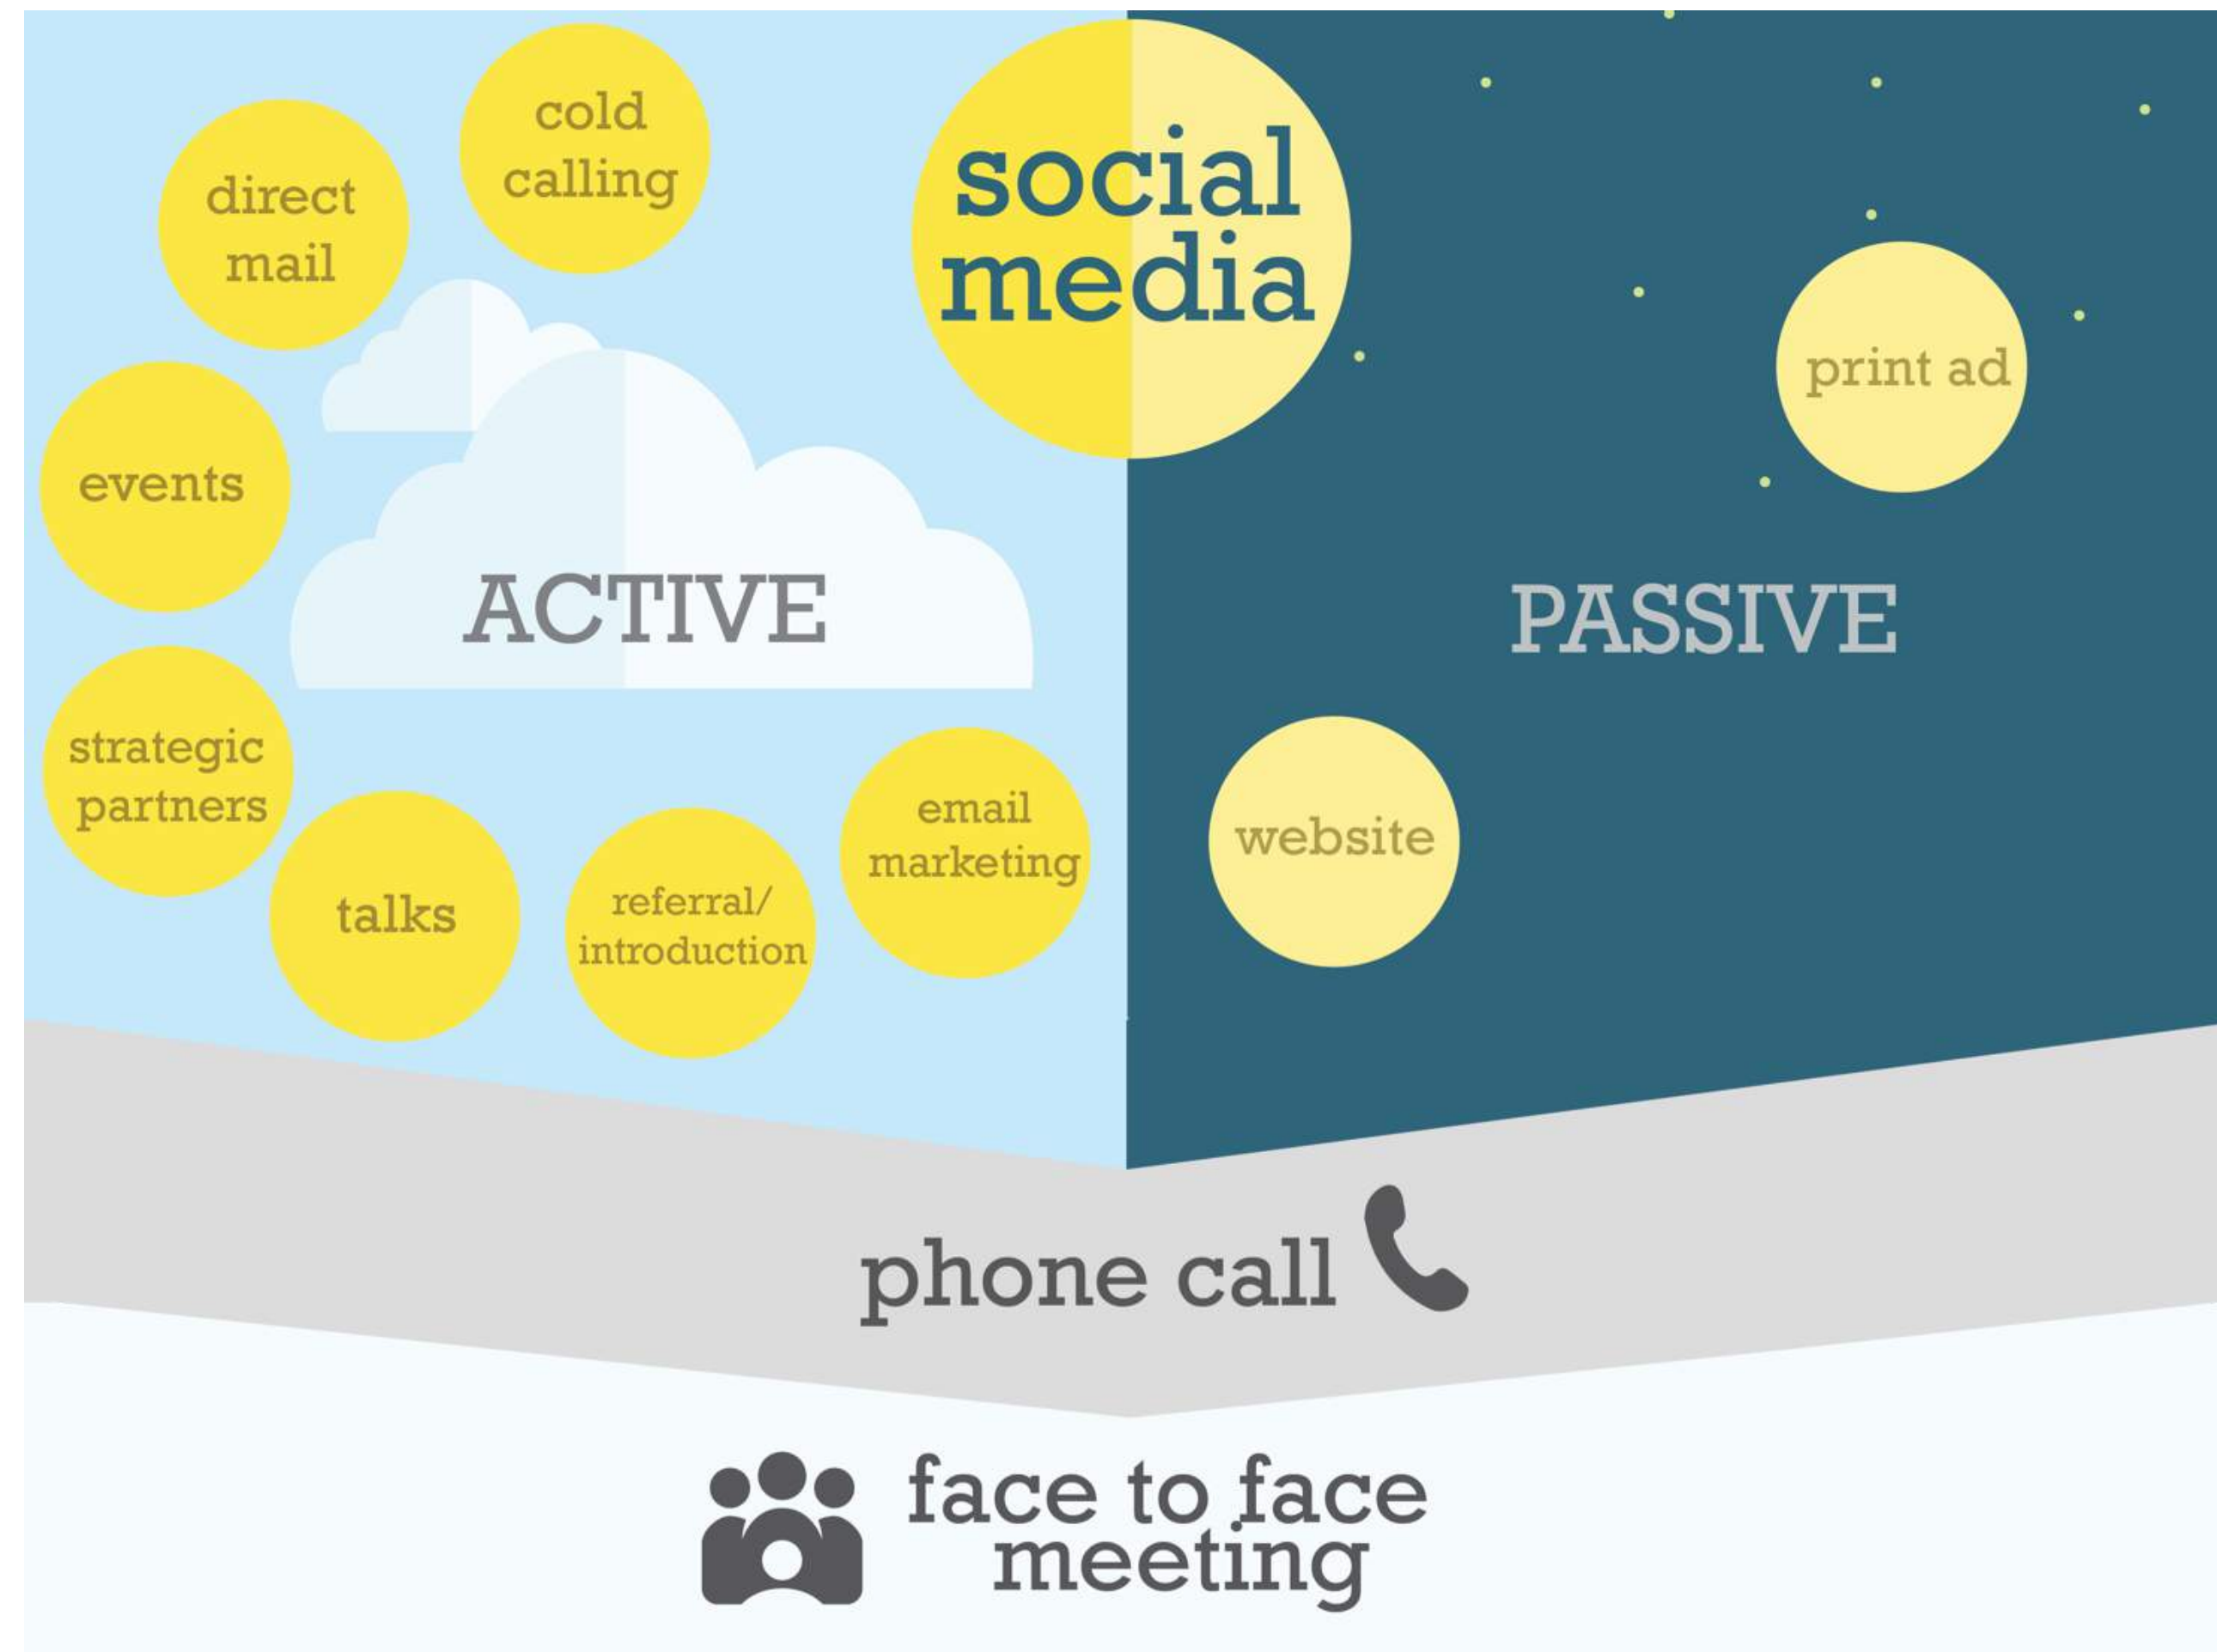 cold
calling
direct
mail
social
media
print ad
events
ACTIVE
PASSIVE
strategic
partners
talks
referral/
introduction
email
marketing
website
phone call
face to face
meeting